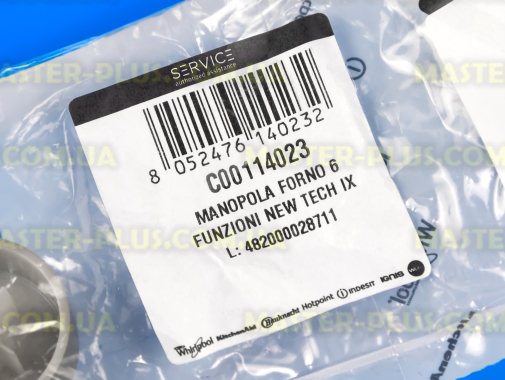 SERVICE
authorized assistance
8 052476 140232
C00114023
MANOPOLA FORNO 6
FUNZIONI NEW TECH IX
L: 482000028711
Whirlpool KitchenAid Bauknecht Hotpoint indesit IGNIS
MASTER-PLUS.COM.UA